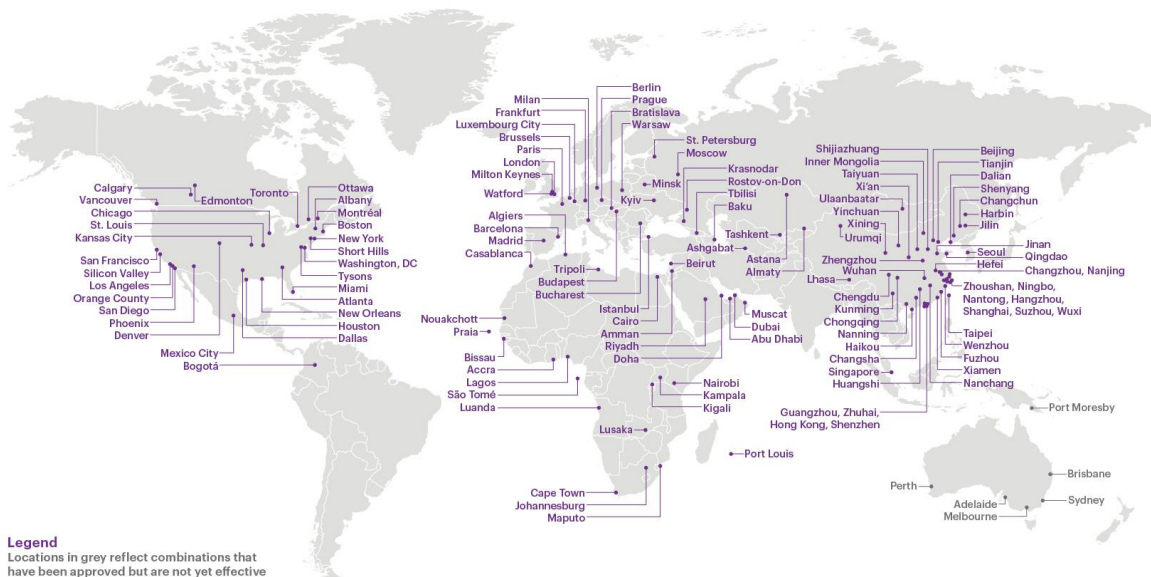 Calgary
Vancouver
Edmonton
Chicago
St. Louis
Kansas City
San Francisco
Silicon Valley
Los Angeles
Orange County
San Diego
Phoenix
Denver
Mexico City
Bogotá
Toronto
Ottawa
Albany
Montréal
Boston
New York
Short Hills
Washington, DC
Tysons
Miami
Atlanta
New Orleans
Houston
Dallas
Milan
Frankfurt
Luxembourg City
Brussels
Paris
London
Milton Keynes
Watford
Berlin
Prague
Bratislava
Warsaw
St. Petersburg
Moscow
Minsk
Kyiv
Krasnodar
Rostov-on-Don
Tbilisi
Baku
Algiers
Barcelona
Madrid
Casablanca
Tripoli
Budapest
Bucharest
Tashkent
Ashgabat
Astana
Almaty
Beirut
Istanbul
Cairo
Amman
Riyadh
Doha
Muscat
Dubai
Abu Dhabi
Nouakchott
Praia
Bissau
Accra
Lagos
São Tomé
Luanda
Nairobi
Kampala
Kigali
Lusaka
Port Louis
Cape Town
Johannesburg
Maputo
Shijiazhuang
Inner Mongolia
Taiyuan
Xi'an
Ulaanbaatar
Yinchuan
Xining
Urumqi
Zhengzhou
Wuhan
Lhasa
Chengdu
Kunming
Chongqing
Nanning
Haikou
Changsha
Singapore
Huangshi
Guangzhou, Zhuhai,
Hong Kong, Shenzhen
Beijing
Tianjin
Dalian
Shenyang
Changchun
Harbin
Jilin
Jinan
Qingdao
Seoul
Hefei
Changzhou, Nanjing
Zhoushan, Ningbo,
Nantong, Hangzhou,
Shanghai, Suzhou, Wuxi
Taipei
Wenzhou
Fuzhou
Xiamen
Nanchang
Port Moresby
Brisbane
Perth
Sydney
Adelaide
Melbourne
Legend
Locations in grey reflect combinations that
have been approved but are not yet effective